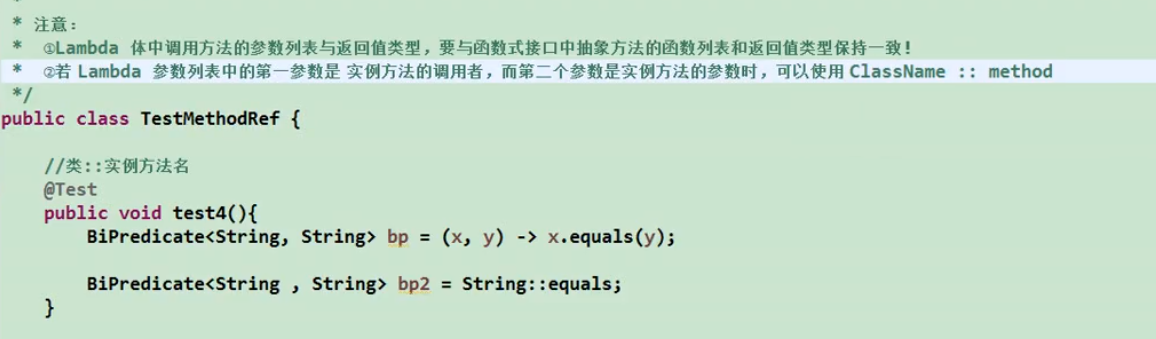 *
* 注意：
* ①Lambda 体中调用方法的参数列表与返回值类型，要与函数式接口中抽象方法的函数列表和返回值类型保持一致！
* ②若 Lambda 参数列表中的第一参数是 实例方法的调用者，而第二个参数是实例方法的参数时，可以使用 ClassName :: method
*/
public class TestMethodRef {
//类::实例方法名
@Test
public void test4(){
BiPredicate<String, String> bp = (x, y) -> x.equals(y);
BiPredicate<String , String> bp2 = String::equals;
}